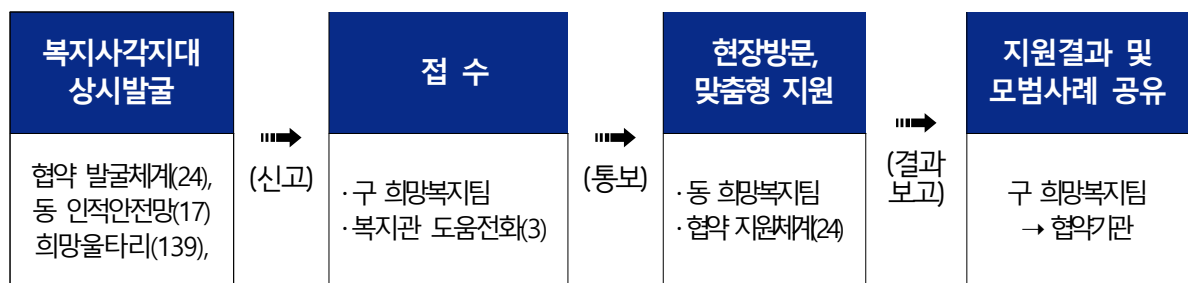 복지사각지대
상시발굴
협약 발굴체계(24),
동 인적안전망(17)
희망울타리(139),
(신고)
접 수
·구 희망복지팀
·복지관 도움전화(3)
(통보)
현장방문,
맞춤형 지원
·동 희망복지팀
·협약 지원체계(24)
(결과
보고)
지원결과 및
모범사례 공유
구 희망복지팀
→ 협약기관